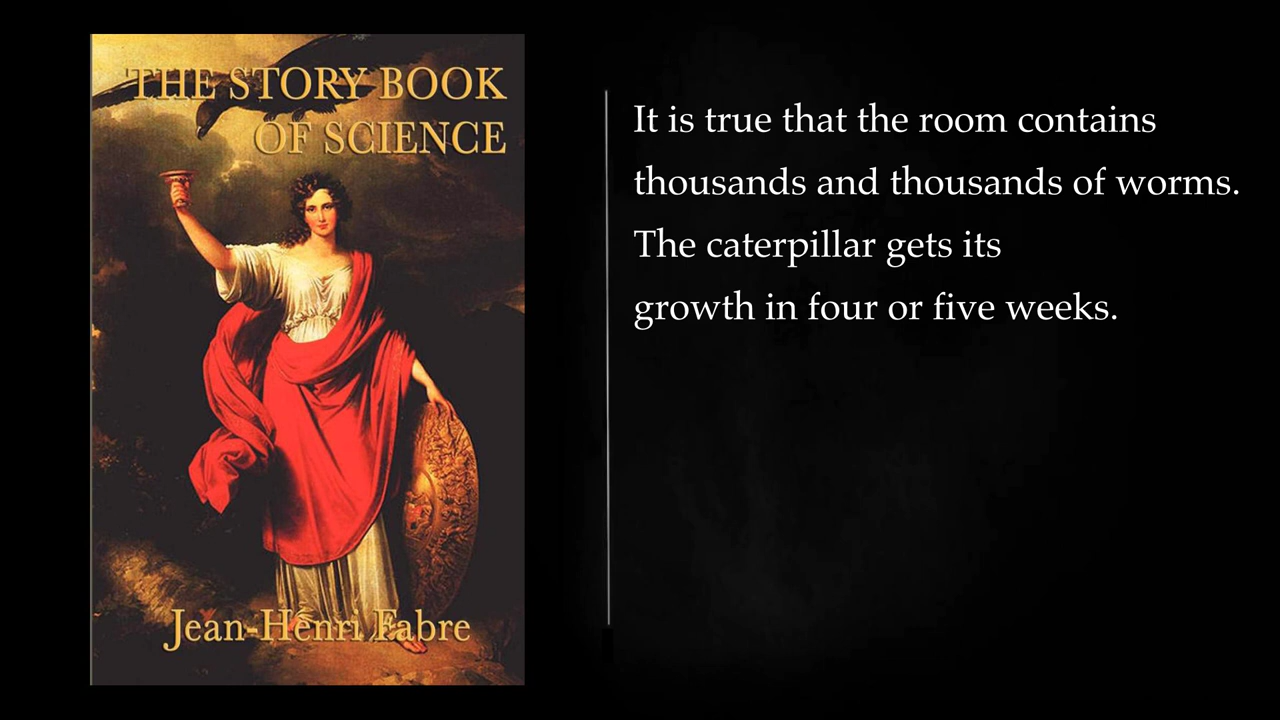 THE STORY BOOK
OF SCIENCE
Jean-Henri Fabre
It is true that the room contains
thousands and thousands of worms.
The caterpillar gets its
growth in four or five weeks.